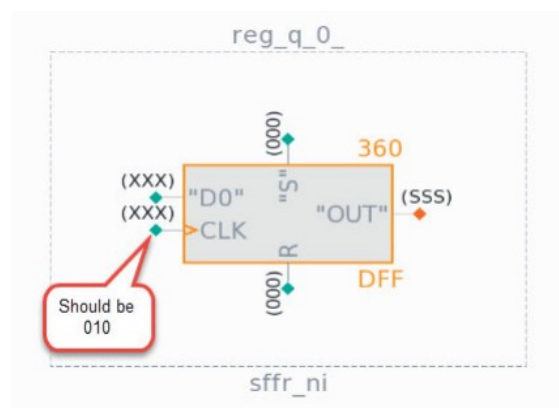 reg_q_0_
(000)
360
(XXX)
"S"
"D0"
(SSS)
(XXX)
"OUT"
CLK
R
DFF
(000)
Should be
010
sffr_ni